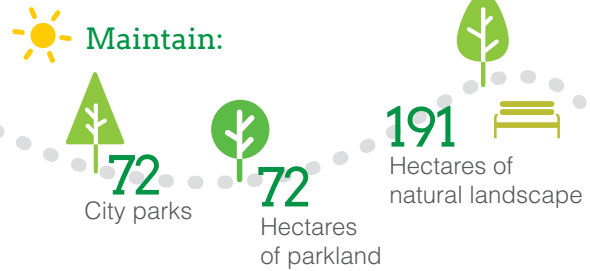 Maintain:
72
City parks
72
Hectares
of parkland
191
Hectares of
natural landscape